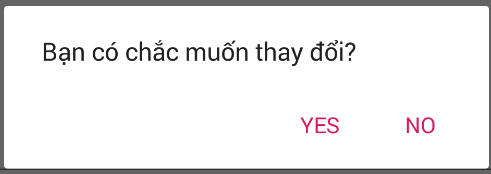 Bạn có chắc muốn thay đổi?
YES NO